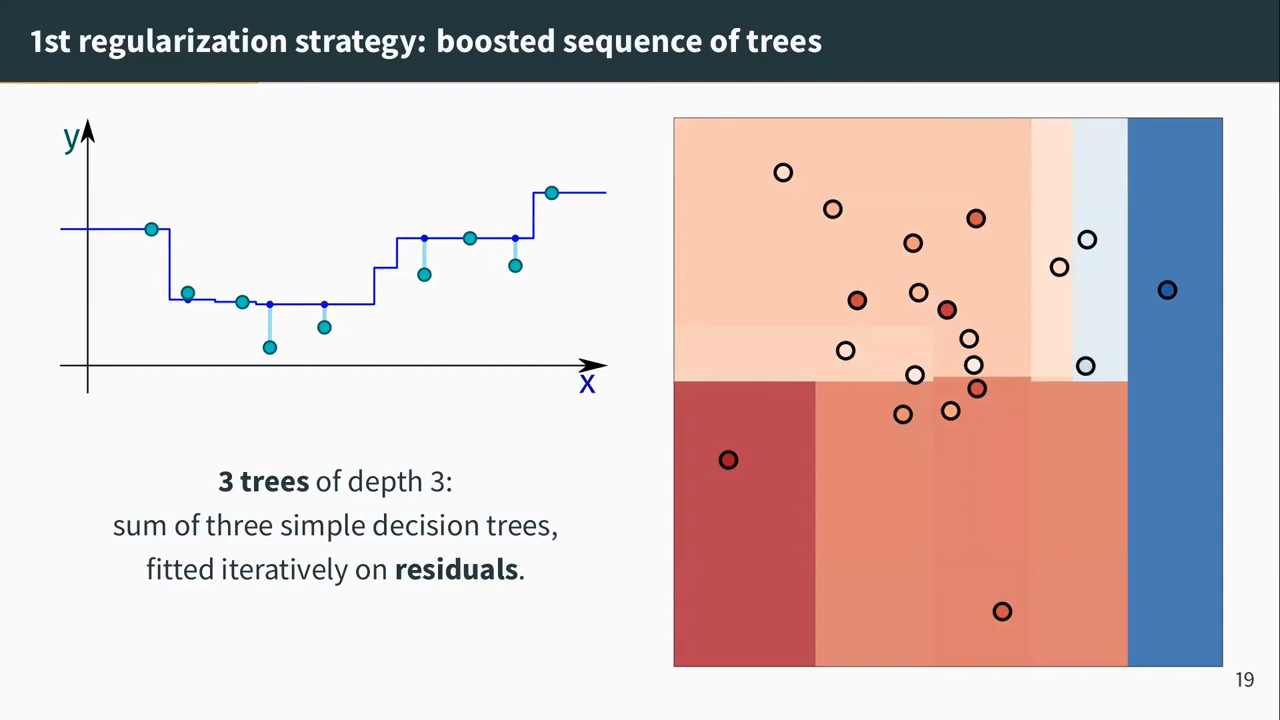 1st regularization strategy: boosted sequence of trees
y
x
3 trees of depth 3:
sum of three simple decision trees,
fitted iteratively on residuals.
19